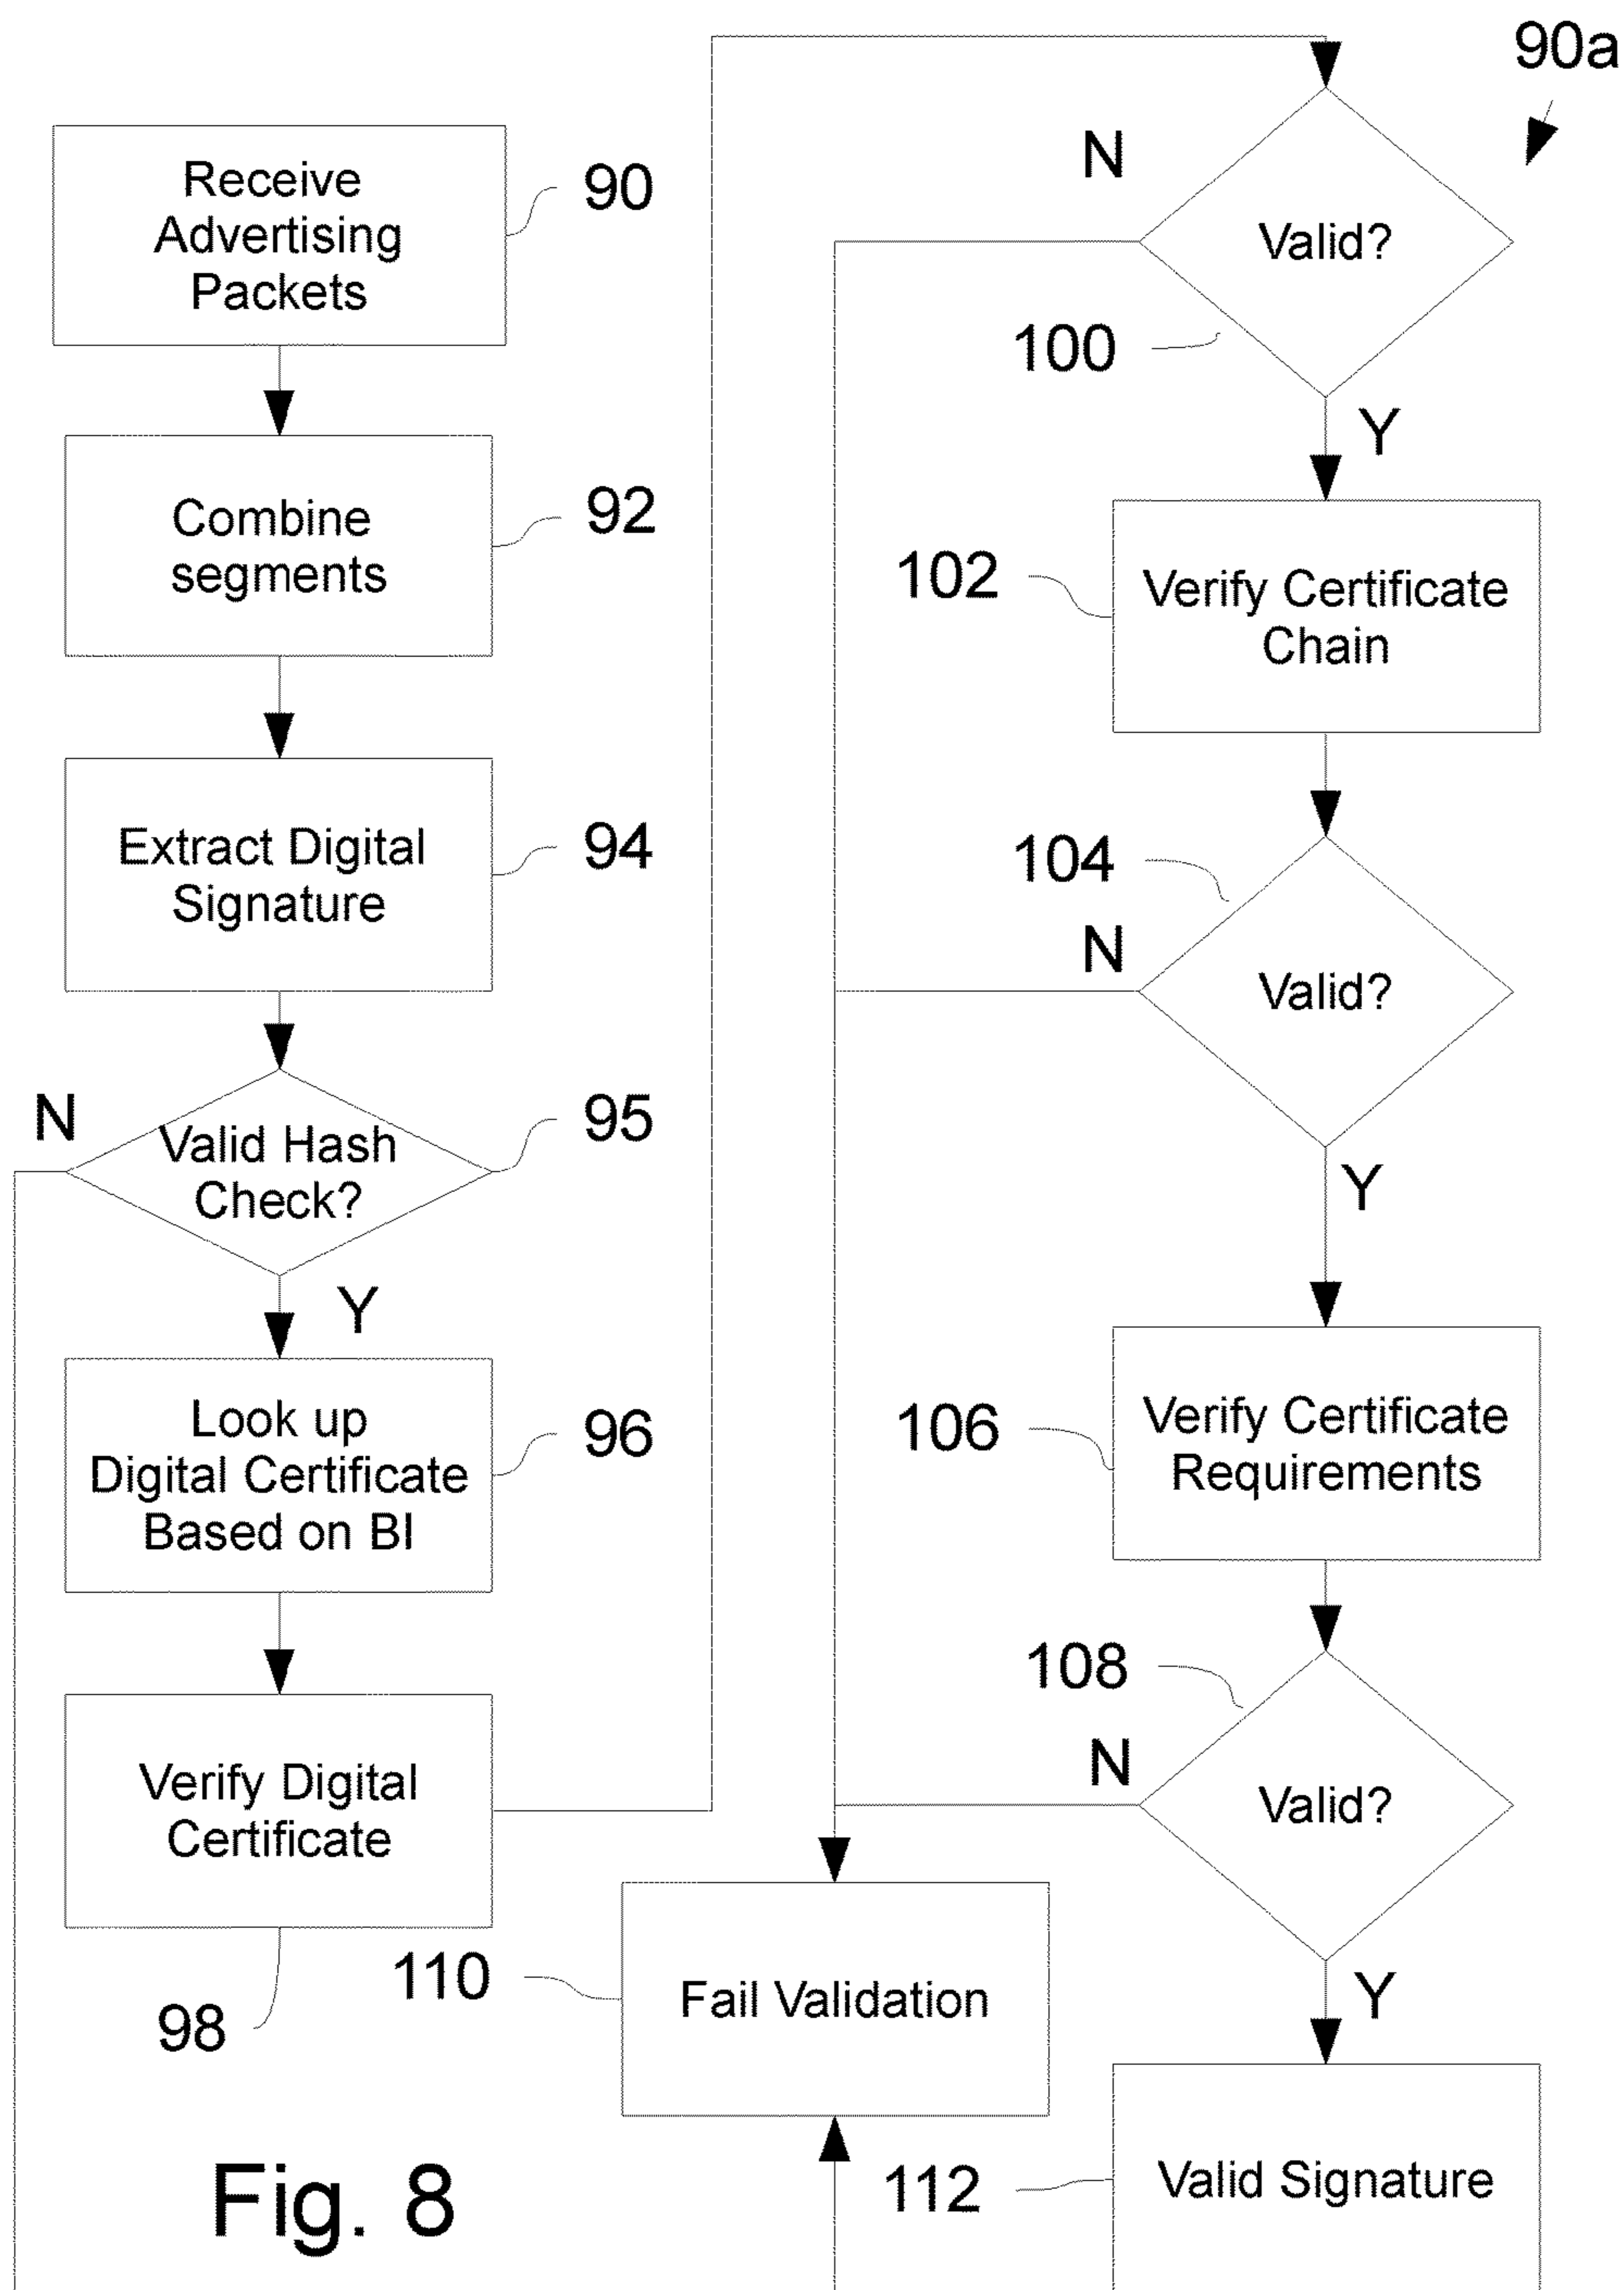 90a
Receive
Advertising
Packets
90
Combine
segments
92
Extract Digital
Signature
94
N
Valid Hash
Check?
95
Y
Look up
Digital Certificate
Based on BI
96
Verify Digital
Certificate
98
N
Valid?
100
Y
102
Verify Certificate
Chain
104
N
Valid?
Y
106
Verify Certificate
Requirements
108
N
Valid?
Y
110
Fail Validation
112
Valid Signature
Fig. 8